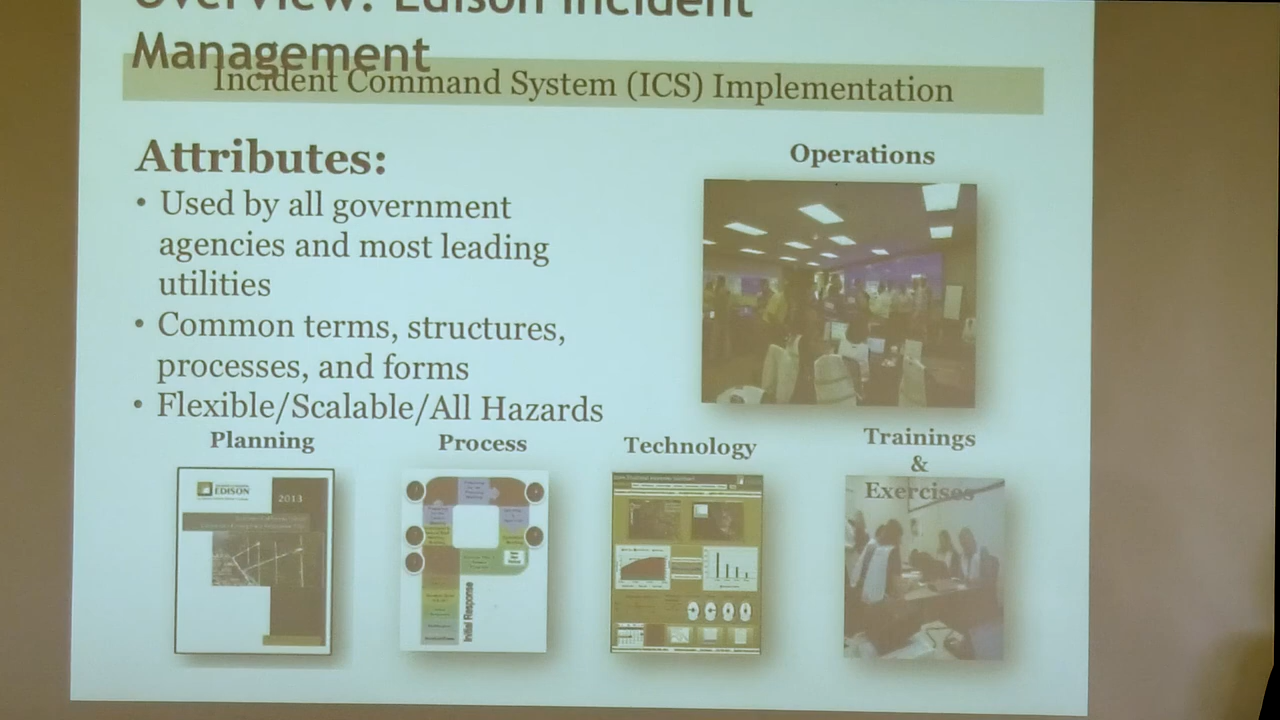 Overview: Edison Incident
Management
Incident Command System (ICS) Implementation
Attributes:
• Used by all government
agencies and most leading
utilities
• Common terms, structures,
processes, and forms
• Flexible/Scalable/All Hazards
Operations
Planning
Process
Technology
Trainings
&
Exercises
EDISON
2013
Initial Response